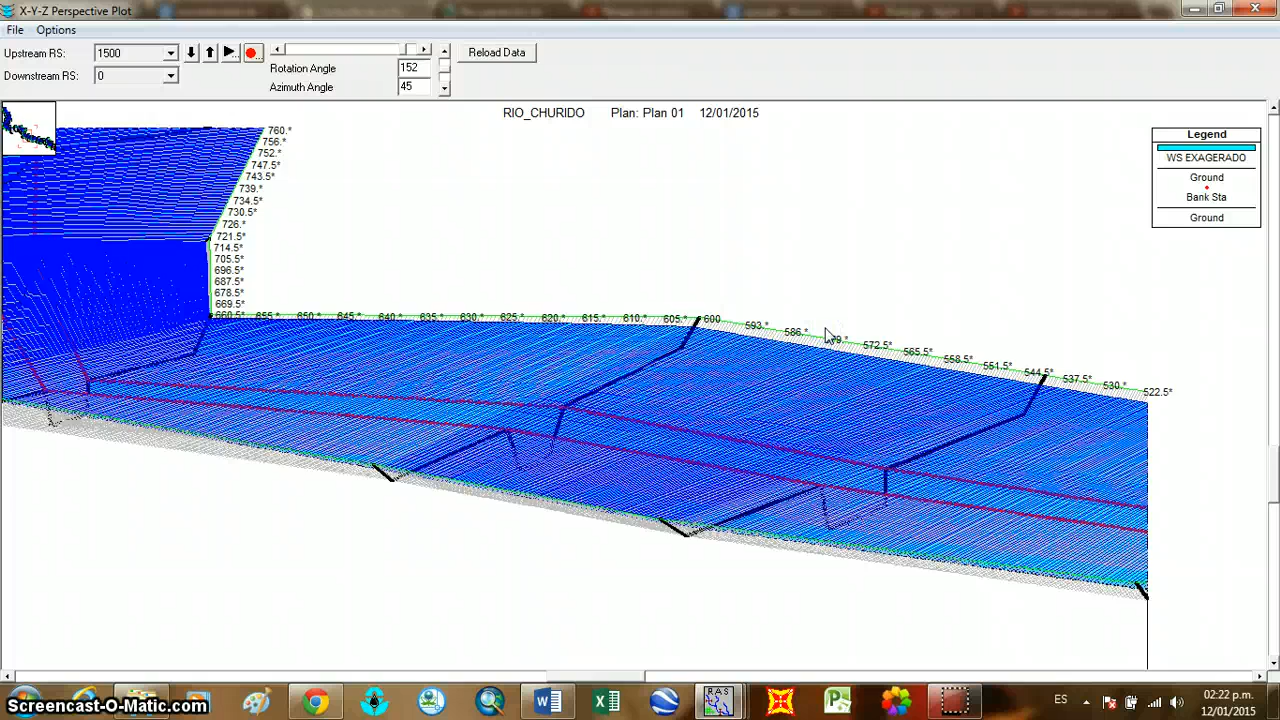 X-Y-Z Perspective Plot
File Options
Upstream RS: 1500
Downstream RS: 0
Rotation Angle 152
Azimuth Angle 45
Reload Data
RIO_CHURIDO Plan: Plan 01 12/01/2015
Legend
WS EXAGERADO
Ground
Bank Sta
Ground
760.*
756.*
752.*
747.5*
743.5*
739.*
734.5*
730.5*
726.*
721.5*
714.5*
705.5*
696.5*
687.5*
678.5*
669.5*
660.5* 655.* 650.* 645.* 640.* 635.* 630.* 625.* 620.* 615.* 610.* 605.* 600 593.* 586.* 572.5* 565.5* 558.5* 551.5* 544.5* 537.5* 530.* 522.5*
Screencast-O-Matic.com
RAS
ES
02:22 p.m.
12/01/2015